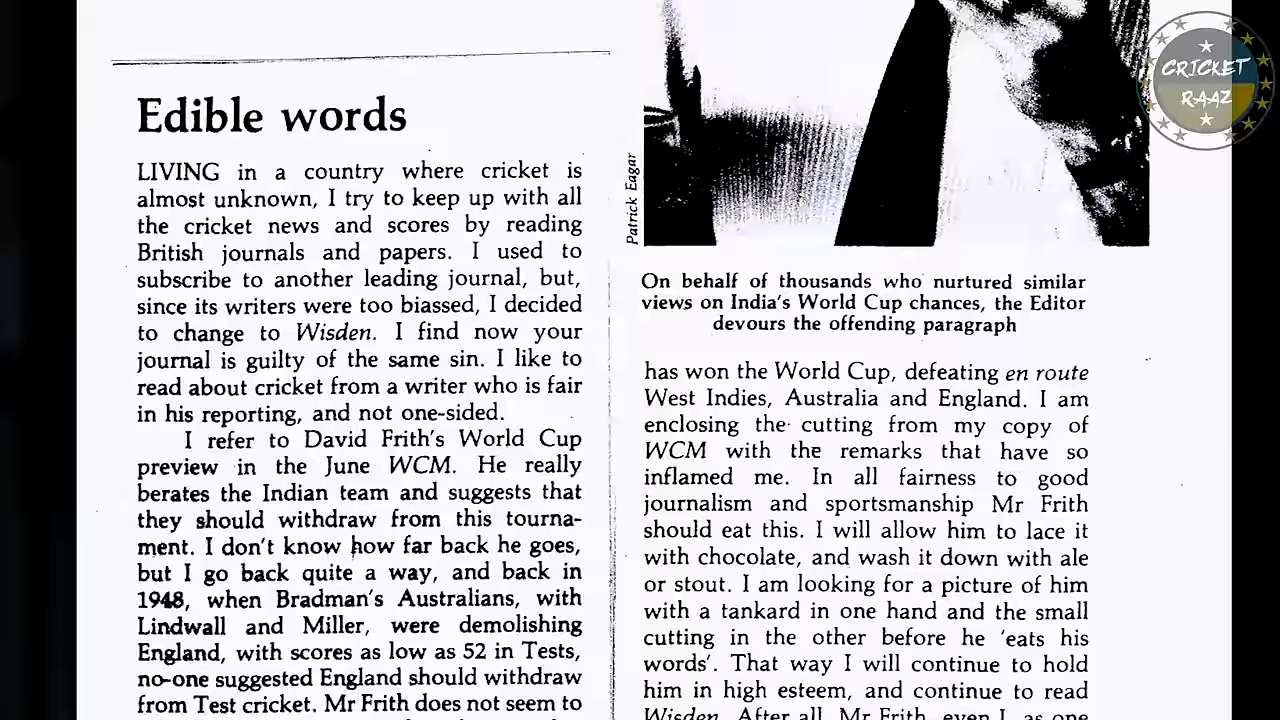 CRICKET
RAAZ
Edible words
LIVING in a country where cricket is
almost unknown, I try to keep up with all
the cricket news and scores by reading
British journals and papers. I used to
subscribe to another leading journal, but,
since its writers were too biassed, I decided
to change to Wisden. I find now your
journal is guilty of the same sin. I like to
read about cricket from a writer who is fair
in his reporting, and not one-sided.
I refer to David Frith's World Cup
preview in the June WCM. He really
berates the Indian team and suggests that
they should withdraw from this tourna-
ment. I don't know how far back he goes,
but I go back quite a way, and back in
1948, when Bradman's Australians, with
Lindwall and Miller, were demolishing
England, with scores as low as 52 in Tests,
no-one suggested England should withdraw
from Test cricket. Mr Frith does not seem to
Patrick Eagar
On behalf of thousands who nurtured similar
views on India's World Cup chances, the Editor
devours the offending paragraph
has won the World Cup, defeating en route
West Indies, Australia and England. I am
enclosing the cutting from my copy of
WCM with the remarks that have so
inflamed me. In all fairness to good
journalism and sportsmanship Mr Frith
should eat this. I will allow him to lace it
with chocolate, and wash it down with ale
or stout. I am looking for a picture of him
with a tankard in one hand and the small
cutting in the other before he 'eats his
words'. That way I will continue to hold
him in high esteem, and continue to read
Wisden. After all, Mr Frith, even I, as one